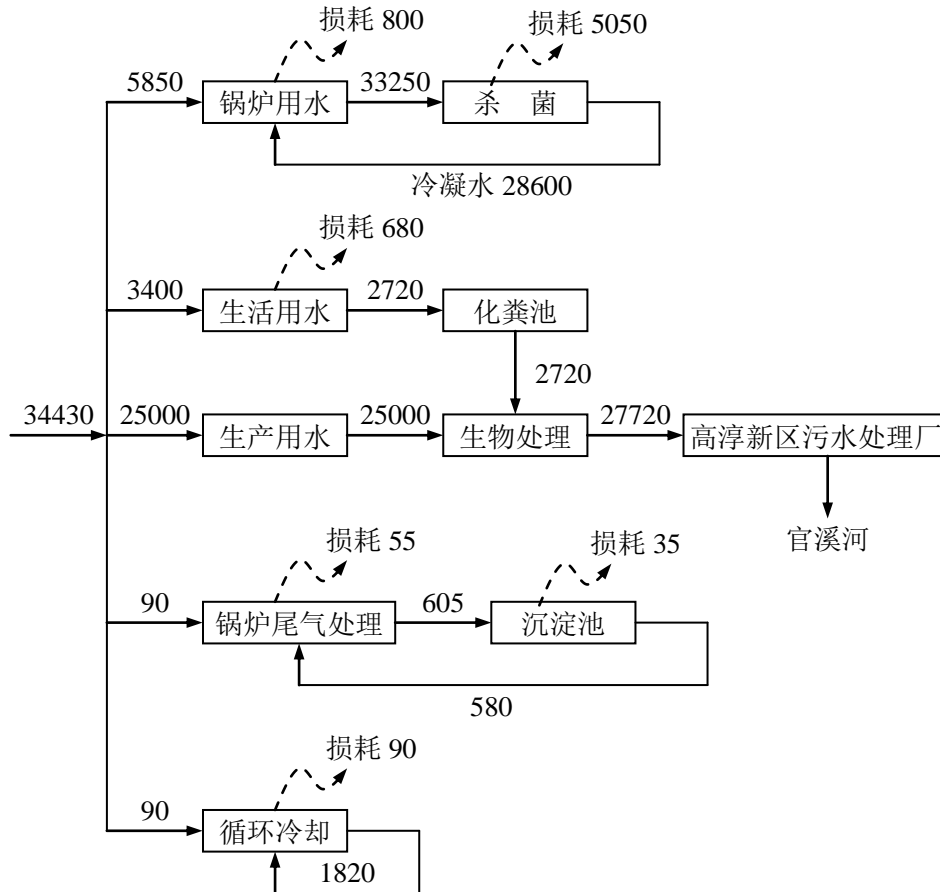 损耗 800
损耗 5050
5850
锅炉用水
33250
杀 菌
冷凝水 28600
损耗 680
3400
生活用水
2720
化粪池
2720
34430
25000
生产用水
25000
生物处理
27720
高淳新区污水处理厂
官溪河
损耗 55
损耗 35
90
锅炉尾气处理
605
沉淀池
580
损耗 90
90
循环冷却
1820